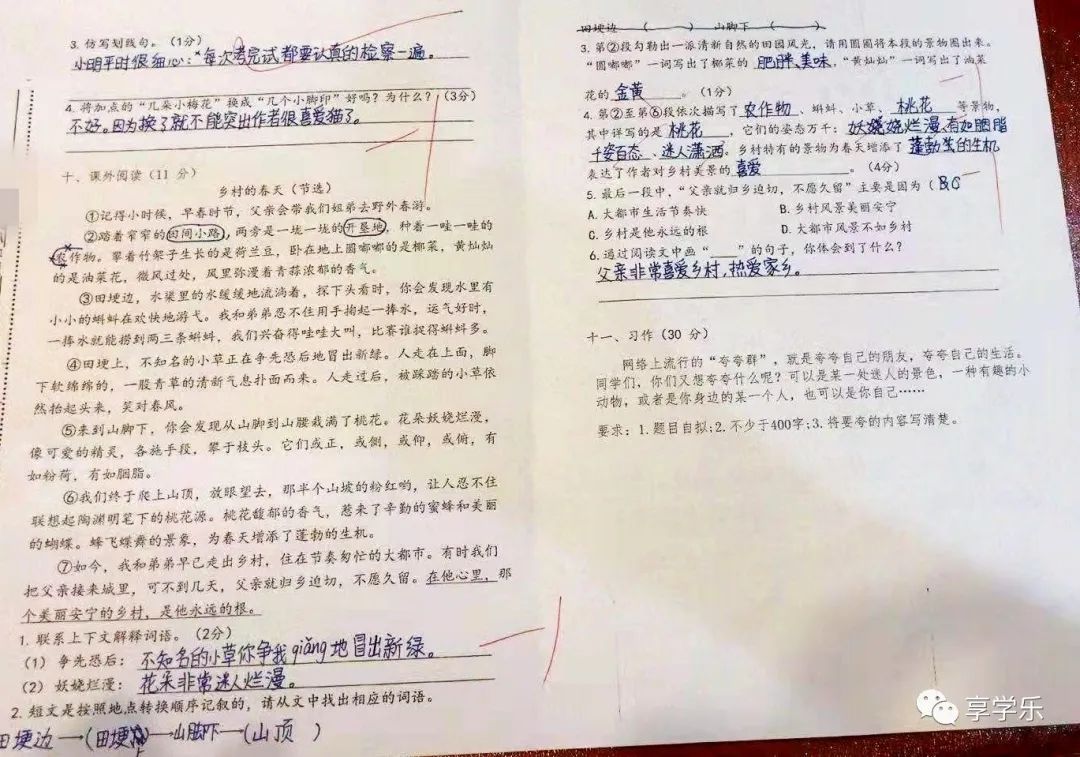 3. 仿写划线句。(1分)
小明平时很细心：每次考完试都要认真的检察一遍。
4. 将加点的“几朵小梅花”换成“几个小脚印”好吗？为什么？(3分)
不好。因为换了就不能突出作者很喜爱猫了。
十、课外阅读(11 分)
乡村的春天(节选)
①记得小时候，早春时节，父亲会带我们姐弟去野外春游。
②踏着窄窄的田间小路，两旁是一垅一垅的开垦地，种着一畦一畦的
农作物。攀着竹架子生长的是荷兰豆，卧在地上圆嘟嘟的是椰菜，黄灿灿
的是油菜花，微风过处，风里弥漫着青蒜浓郁的香气。
③田埂边，水渠里的水缓缓地流淌着，探下头看时，你会发现水里有
小小的蝌蚪在欢快地游弋。我和弟弟忍不住用手掬起一捧水，运气好时，
一捧水就能捞到两三条蝌蚪，我们兴奋得哇哇大叫，比赛谁捉得蝌蚪多。
④田埂上，不知名的小草正在争先恐后地冒出新绿。人走在上面，脚
下软绵绵的，一股青草的清新气息扑面而来。人走过后，被踩踏的小草依
然抬起头来，笑对春风。
⑤来到山脚下，你会发现从山脚到山腰栽满了桃花。花朵妖娆烂漫，
像可爱的精灵，各施手段，攀于枝头。它们或正，或侧，或仰，或俯，有
如粉荷，有如胭脂。
⑥我们终于爬上山顶，放眼望去，那半个山坡的粉红哟，让人忍不住
联想起陶渊明笔下的桃花源。桃花馥郁的香气，惹来了辛勤的蜜蜂和美丽
的蝴蝶。蜂飞蝶舞的景象，为春天增添了蓬勃的生机。
⑦如今，我和弟弟早已走出乡村，住在节奏匆忙的大都市。有时我们
把父亲接来城里，可不到几天，父亲就归乡迫切，不愿久留。在他心里，那
个美丽安宁的乡村，是他永远的根。
1. 联系上下文解释词语。(2分)
(1) 争先恐后：不知名的小草你争我qiǎng地冒出新绿。
(2) 妖娆烂漫：花朵非常迷人烂漫。
2. 短文是按照地点转换顺序记叙的，请从文中找出相应的词语。
田埂边→(田埂)→山脚下→(山顶 )
田埂边 ( ) 山脚下 ( )
3. 第②段勾勒出一派清新自然的田园风光，请用圆圈将本段的景物圈出来。
“圆嘟嘟”一词写出了椰菜的 肥胖、美味，“黄灿灿”一词写出了油菜
花的 金黄 。(1分)
4. 第②至第⑥段依次描写了 农作物 、蝌蚪、小草、 桃花 等景物，
其中详写的是 桃花 ，它们的姿态万千：妖娆烂漫、有如胭脂
千姿百态、迷人潇洒。乡村特有的景物为春天增添了 蓬勃的生机
表达了作者对乡村美景的 喜爱 。(4分)
5. 最后一段中，“父亲就归乡迫切，不愿久留”主要是因为( BC
A. 大都市生活节奏快 B. 乡村风景美丽安宁
C. 乡村是他永远的根 D. 大都市风景不如乡村
6. 通过阅读文中画“ ”的句子，你体会到了什么？
父亲非常喜爱乡村，热爱家乡。
十一、习作(30 分)
网络上流行的“夸夸群”，就是夸夸自己的朋友，夸夸自己的生活。
同学们，你们又想夸夸什么呢？可以是某一处迷人的景色，一种有趣的小
动物，或者是你身边的某一个人，也可以是你自己……
要求：1. 题目自拟;2. 不少于400字;3. 将要夸的内容写清楚。
享学乐